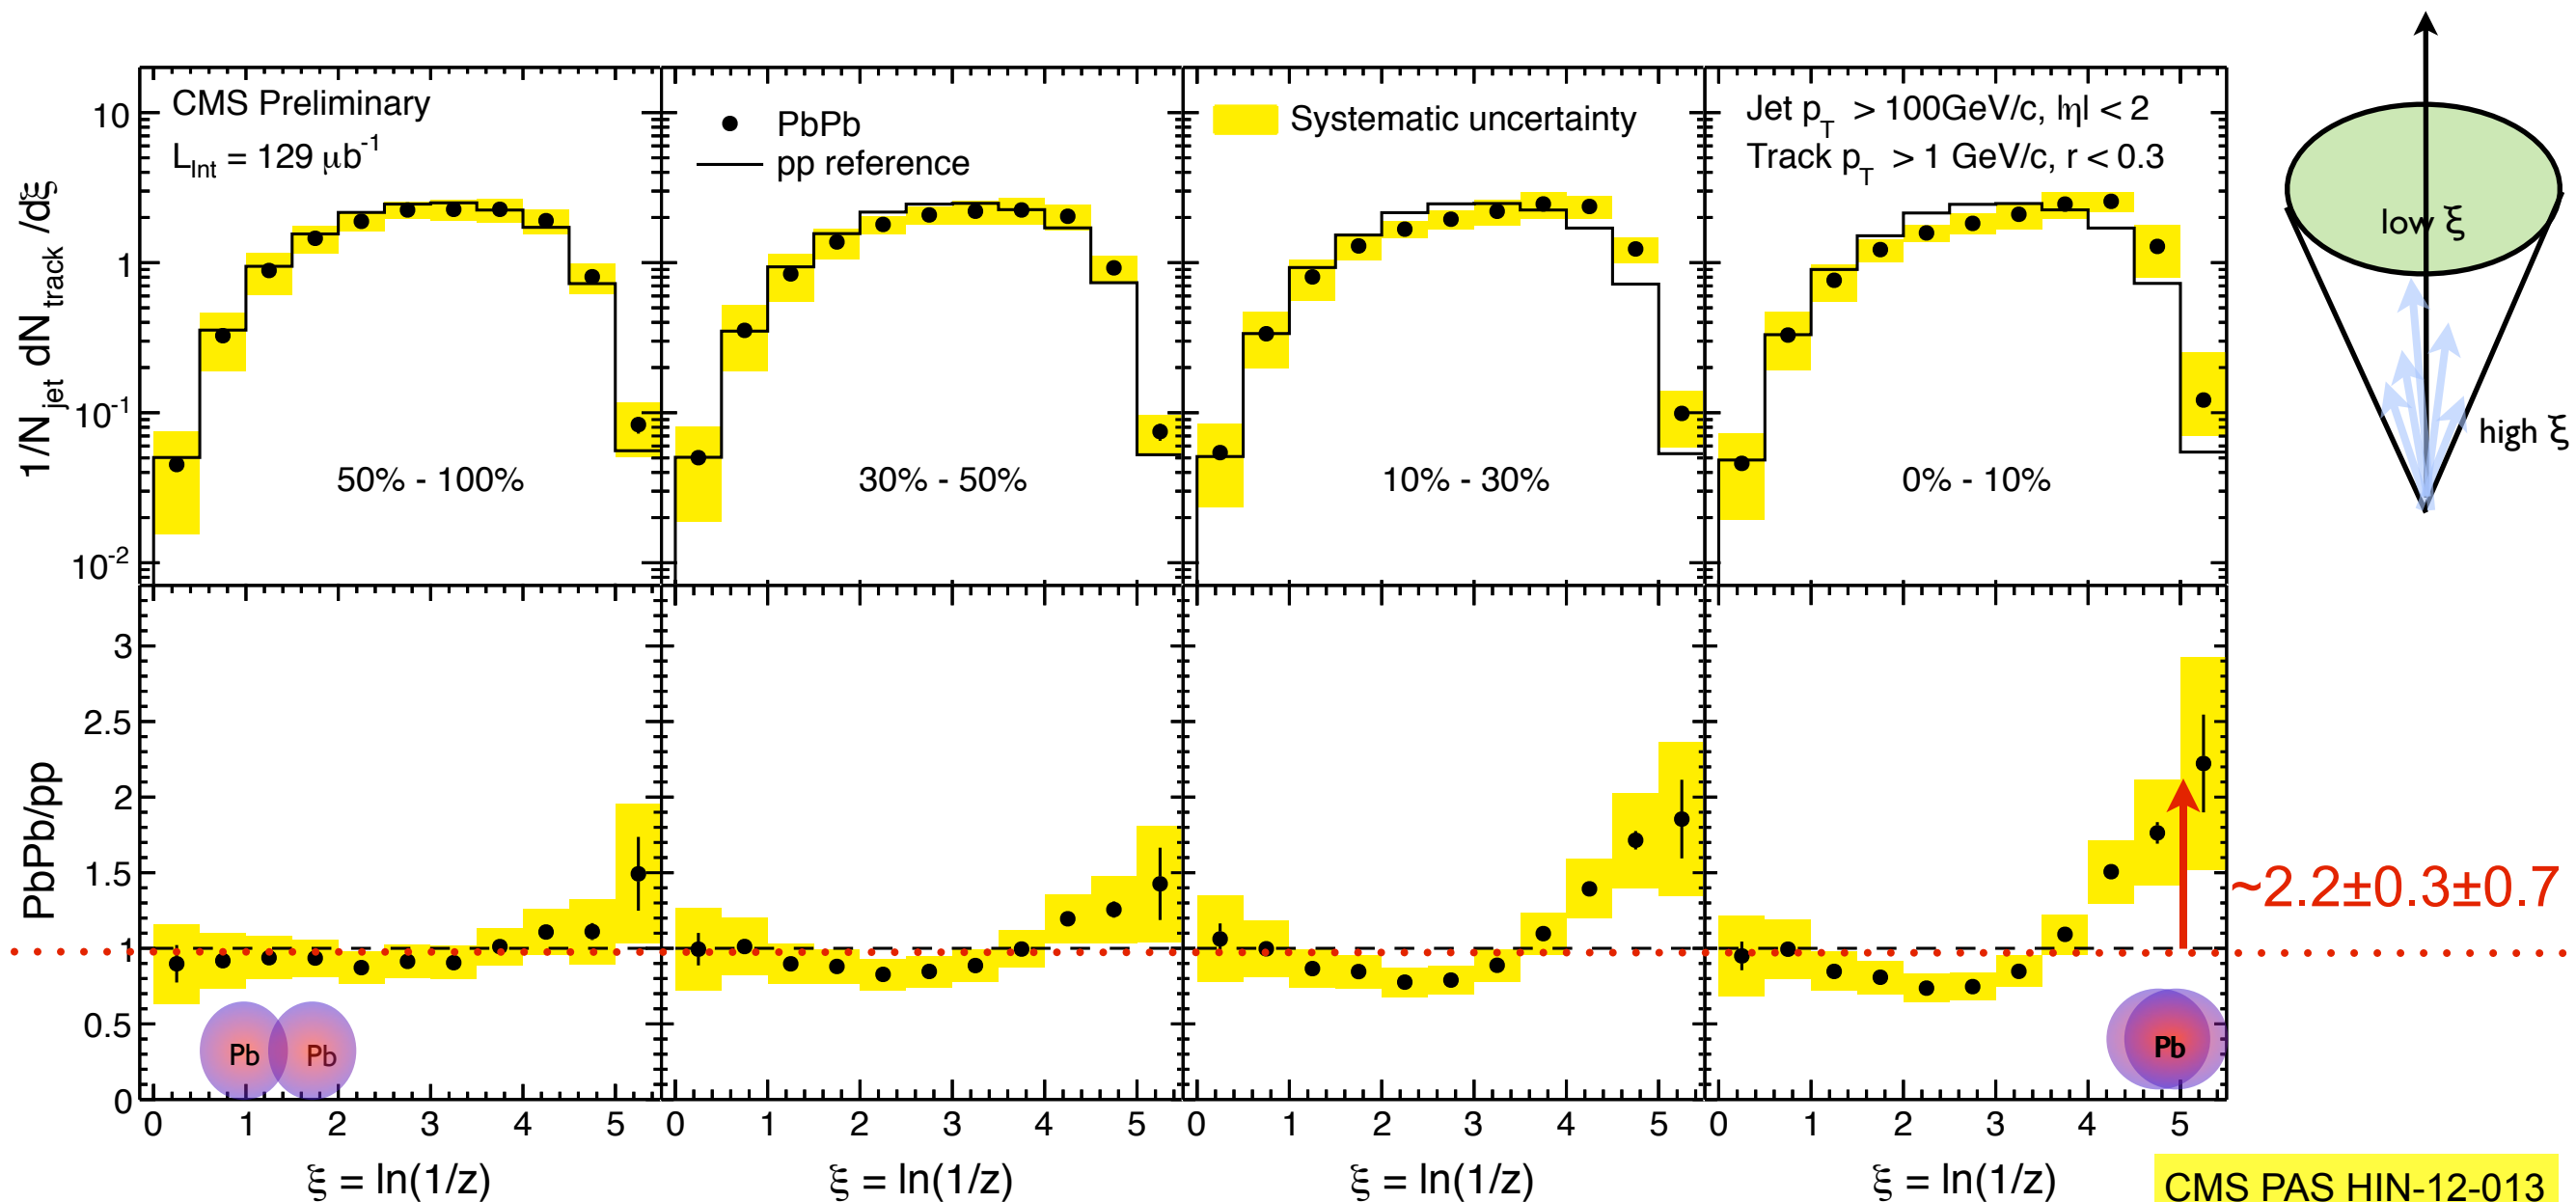 CMS Preliminary
L_Int = 129 μb^-1
PbPb
pp reference
Systematic uncertainty
Jet p_T > 100GeV/c, |η| < 2
Track p_T > 1 GeV/c, r < 0.3
low ξ
high ξ
1/N_jet dN_track /dξ
10
1
10^-1
10^-2
50% - 100%
30% - 50%
10% - 30%
0% - 10%
PbPb/pp
3
2.5
2
1.5
1
0.5
0
~2.2±0.3±0.7
Pb Pb
Pb
0 1 2 3 4 5
0 1 2 3 4 5
0 1 2 3 4 5
0 1 2 3 4 5
ξ = ln(1/z)
ξ = ln(1/z)
ξ = ln(1/z)
ξ = ln(1/z)
CMS PAS HIN-12-013